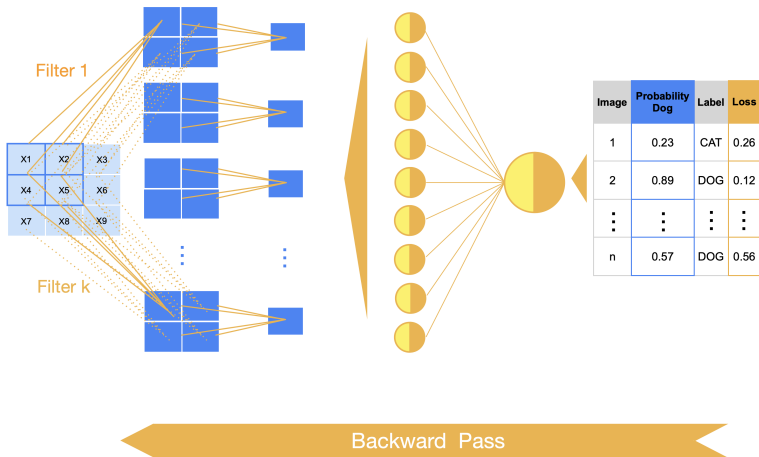 Filter 1
X1 X2 X3
X4 X5 X6
X7 X8 X9
Filter k
Image Probability Dog Label Loss
1 0.23 CAT 0.26
2 0.89 DOG 0.12
n 0.57 DOG 0.56
Backward Pass